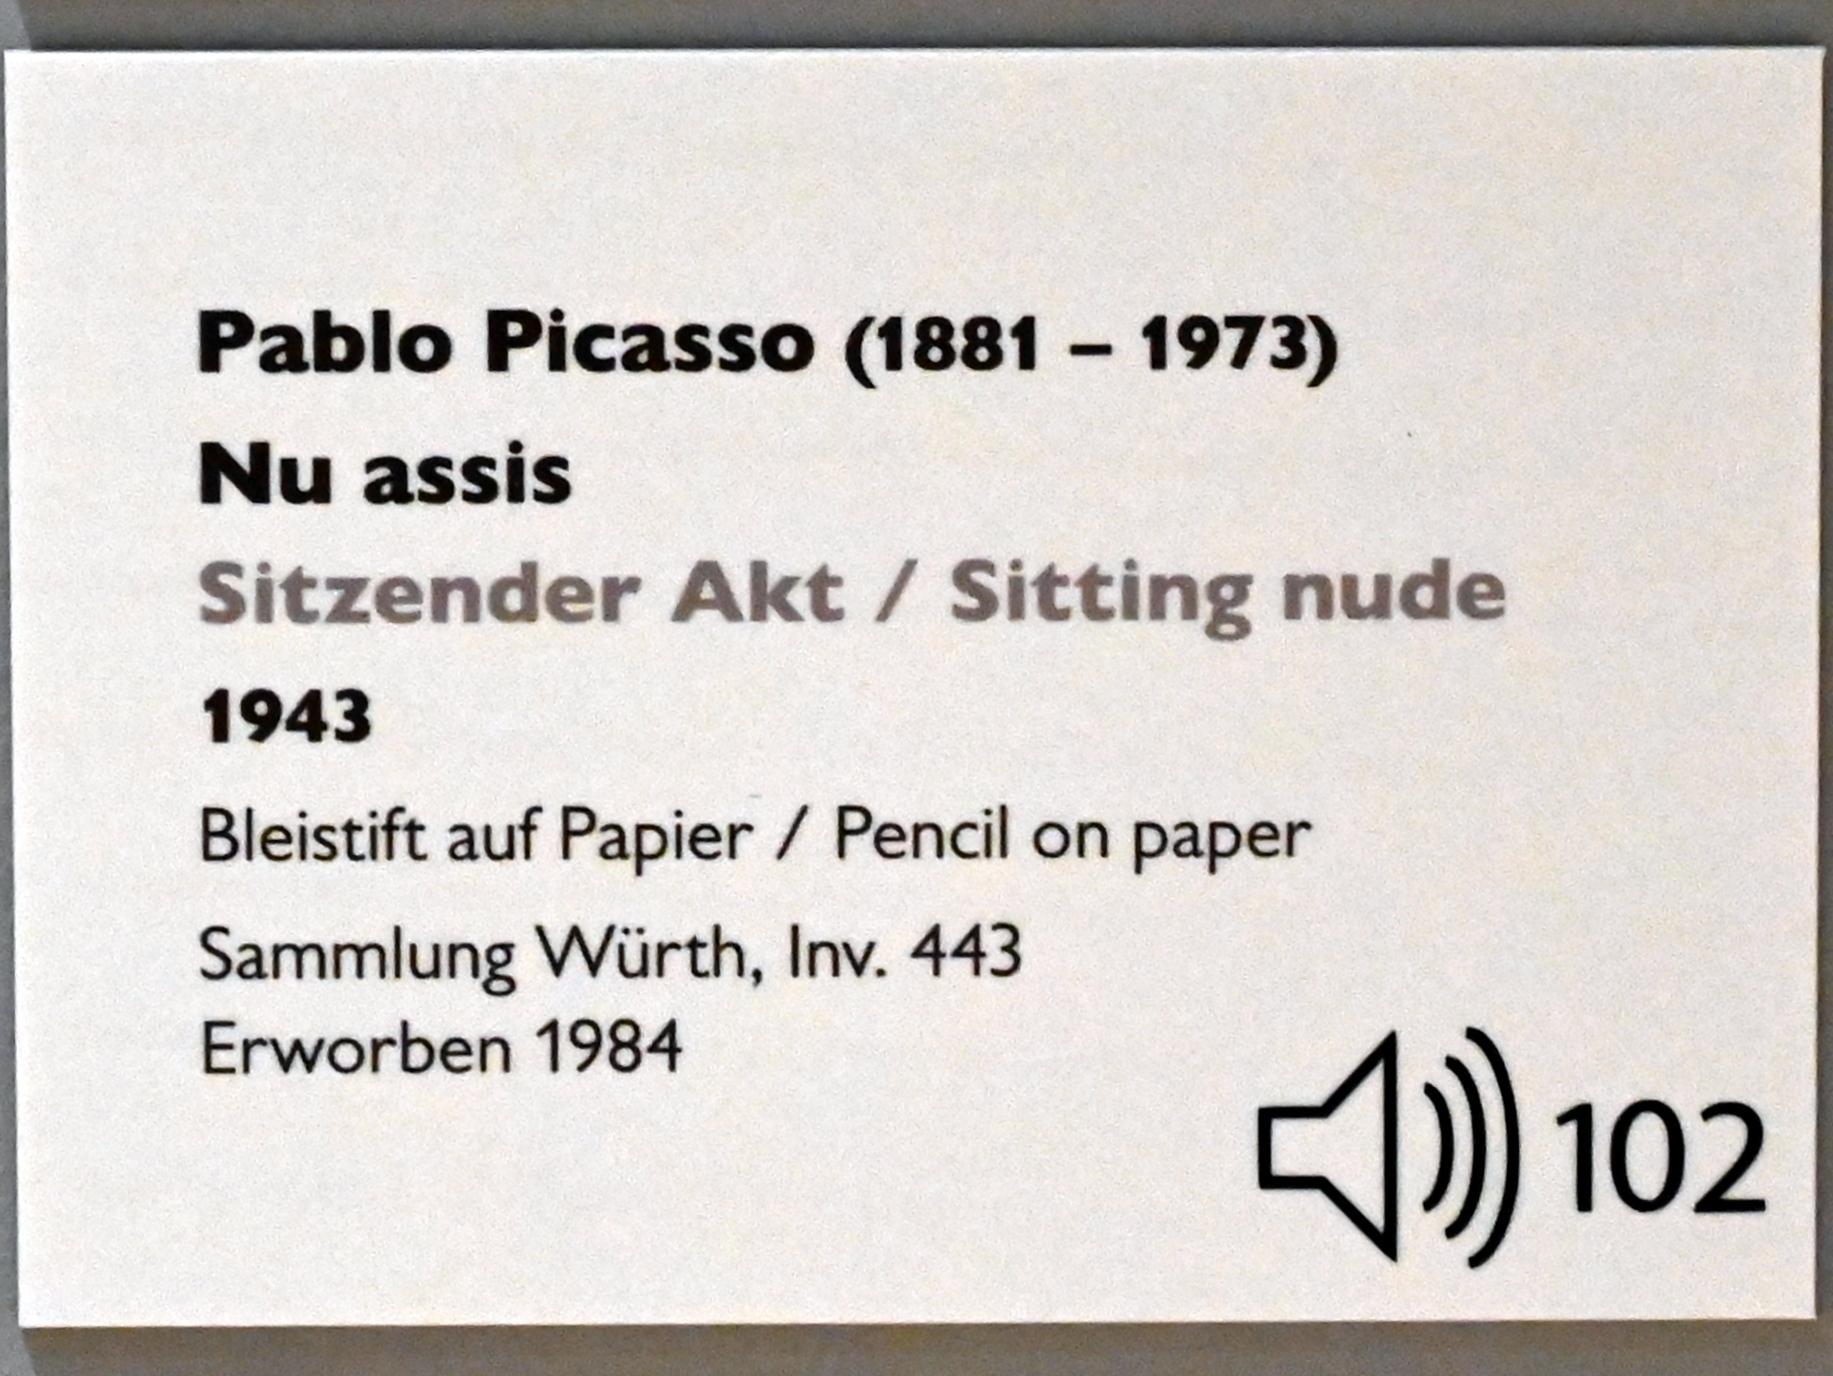 Pablo Picasso (1881 – 1973)
Nu assis
Sitzender Akt / Sitting nude
1943
Bleistift auf Papier / Pencil on paper
Sammlung Würth, Inv. 443
Erworben 1984
102